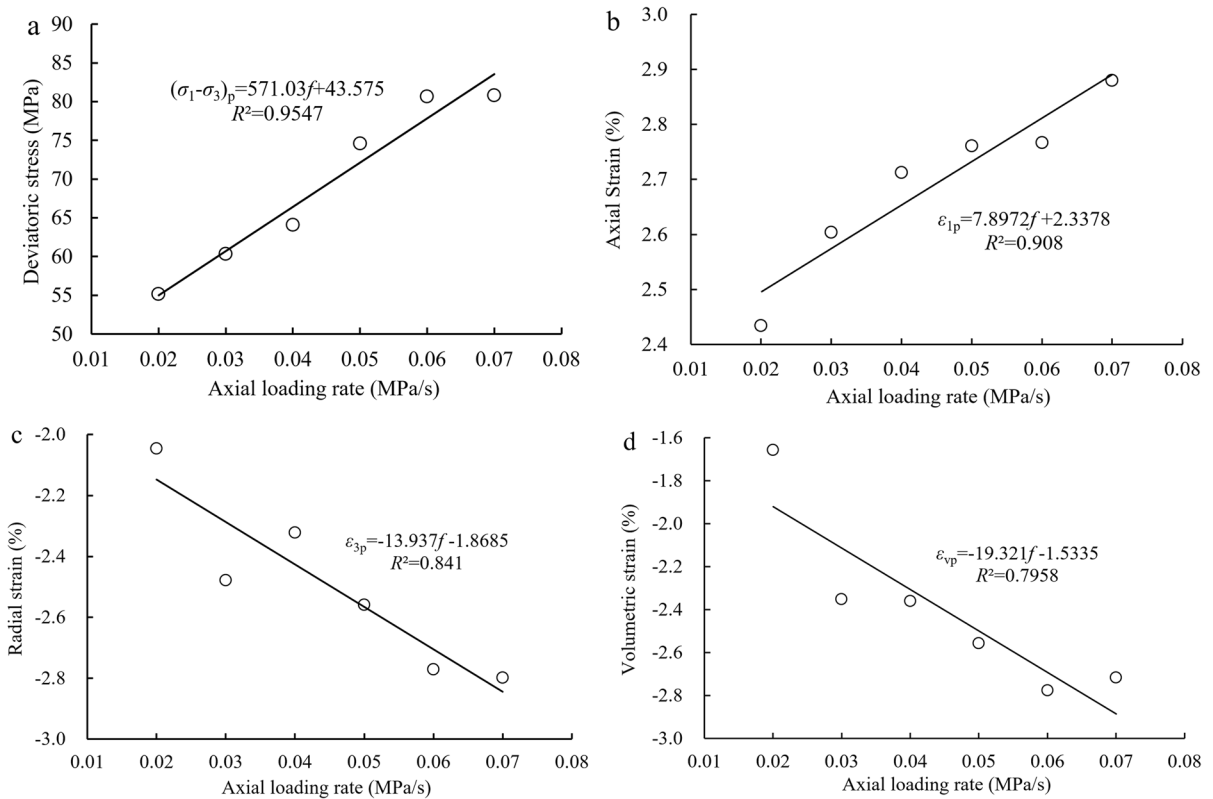 a
90
85
80
75
70
65
60
55
50
Deviatoric stress (MPa)
(σ₁-σ₃)ₚ=571.03f+43.575
R²=0.9547
0.01 0.02 0.03 0.04 0.05 0.06 0.07 0.08
Axial loading rate (MPa/s)
b
3.0
2.9
2.8
2.7
2.6
2.5
2.4
Axial Strain (%)
ε₁ₚ=7.8972f+2.3378
R²=0.908
0.01 0.02 0.03 0.04 0.05 0.06 0.07 0.08
Axial loading rate (MPa/s)
c
-2.0
-2.2
-2.4
-2.6
-2.8
-3.0
Radial strain (%)
ε₃ₚ=-13.937f-1.8685
R²=0.841
0.01 0.02 0.03 0.04 0.05 0.06 0.07 0.08
Axial loading rate (MPa/s)
d
-1.6
-1.8
-2.0
-2.2
-2.4
-2.6
-2.8
-3.0
Volumetric strain (%)
εᵥₚ=-19.321f-1.5335
R²=0.7958
0.01 0.02 0.03 0.04 0.05 0.06 0.07 0.08
Axial loading rate (MPa/s)